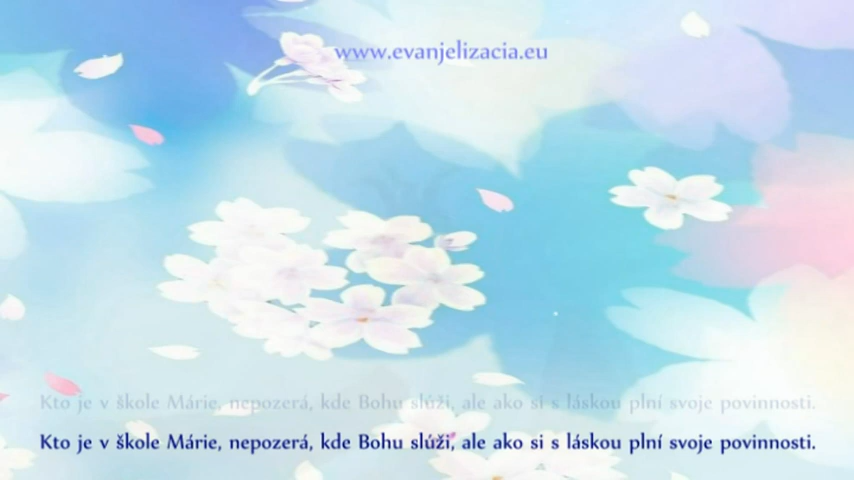 www.evanjelizacia.eu
Kto je v škole Márie, nepozerá, kde Bohu slúži, ale ako si s láskou plní svoje povinnosti.
Kto je v škole Márie, nepozerá, kde Bohu slúži, ale ako si s láskou plní svoje povinnosti.